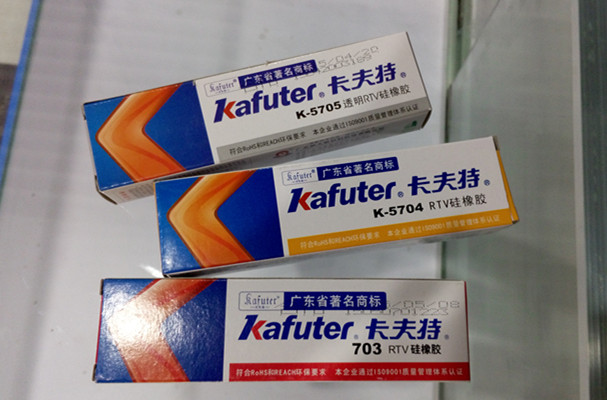 Kafuter
广东省著名商标
Kafuter® 卡夫特®
K-5705 透明RTV硅橡胶
符合RoHS和REACH环保要求 本企业通过ISO9001质量管理体系认证
Kafuter
广东省著名商标
Kafuter® 卡夫特®
K-5704 RTV硅橡胶
符合RoHS和REACH环保要求 本企业通过ISO9001质量管理体系认证
Kafuter
广东省著名商标
Kafuter® 卡夫特®
703 RTV 硅橡胶
符合RoHS和REACH环保要求 本企业通过ISO9001质量管理体系认证